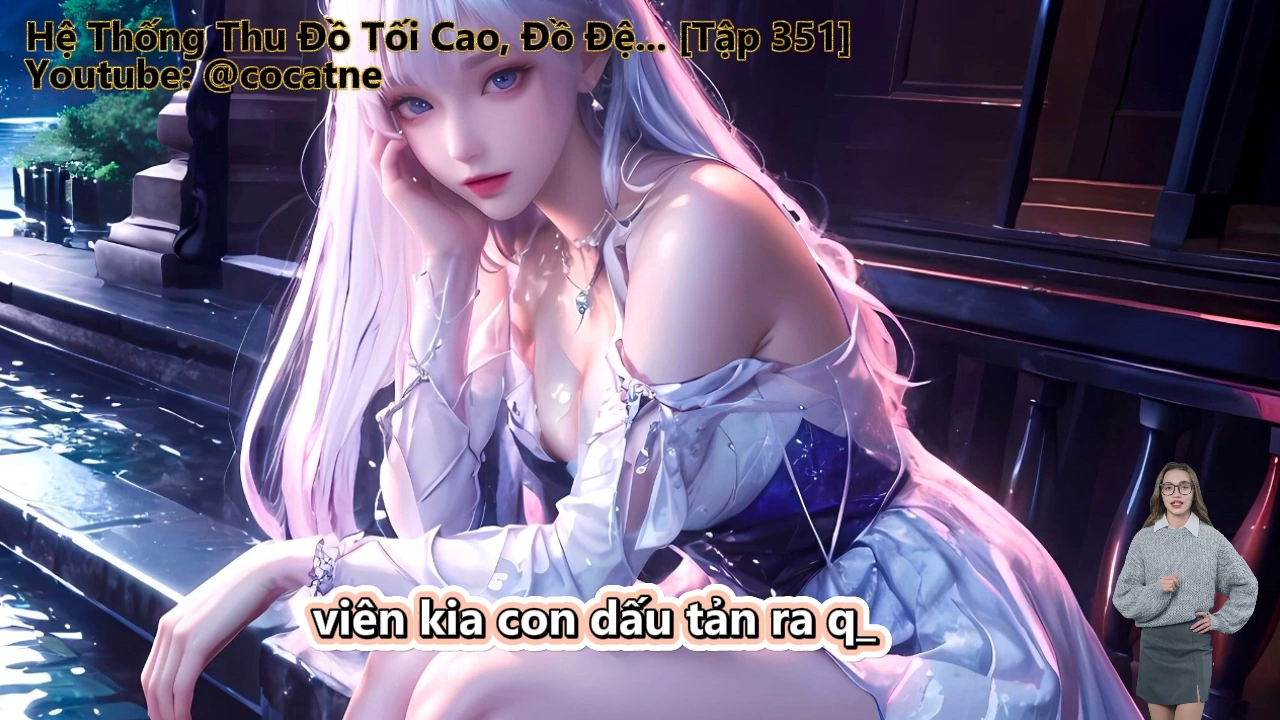 Hệ Thống Thu Đồ Tối Cao, Đồ Đệ... [Tập 351]
Youtube: @cocatne
viên kia con dấu tản ra q_